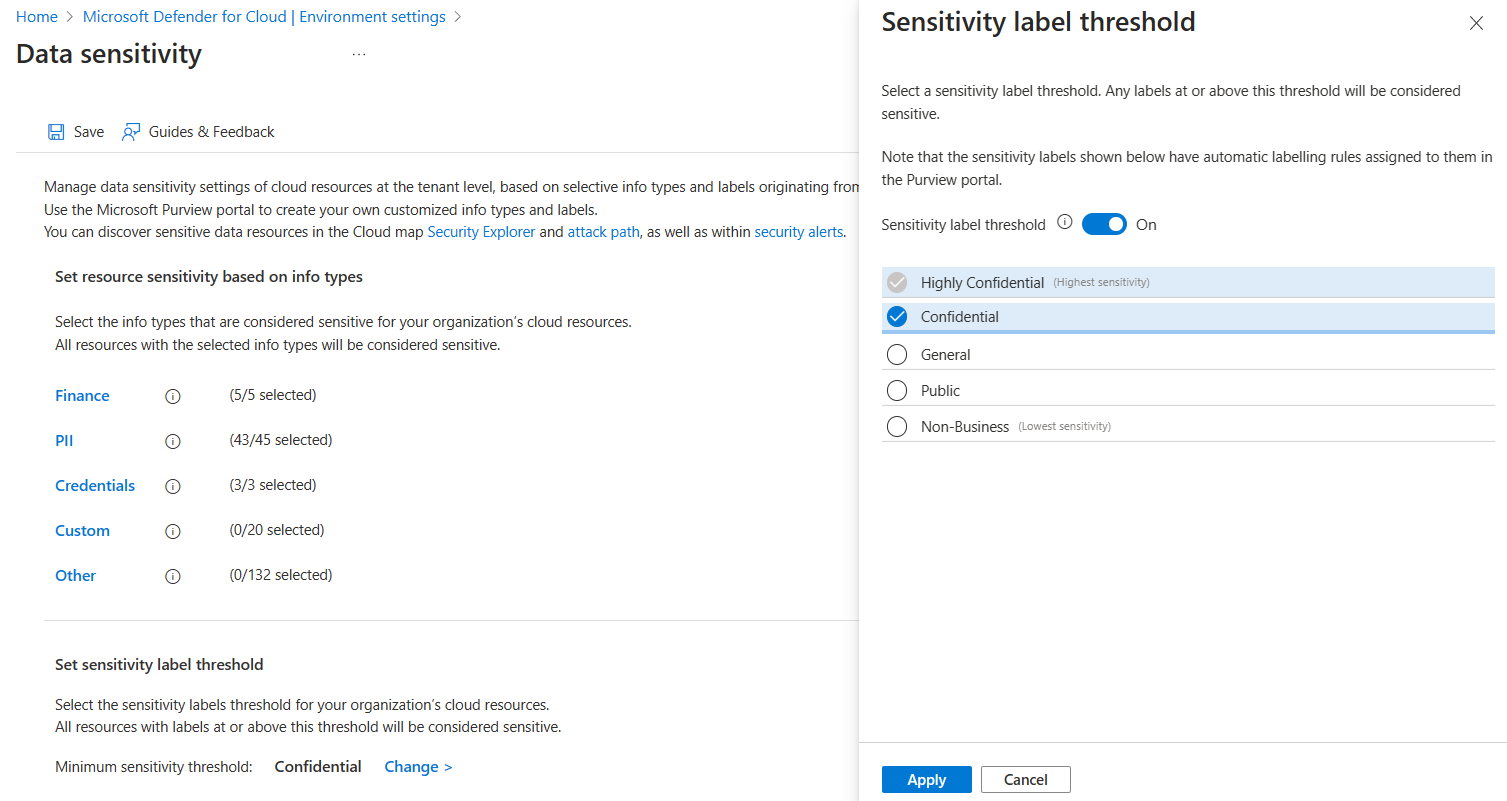 Home > Microsoft Defender for Cloud | Environment settings >
Data sensitivity
...
Save
Guides & Feedback
Manage data sensitivity settings of cloud resources at the tenant level, based on selective info types and labels originating from
Use the Microsoft Purview portal to create your own customized info types and labels.
You can discover sensitive data resources in the Cloud map Security Explorer and attack path, as well as within security alerts.
Set resource sensitivity based on info types
Select the info types that are considered sensitive for your organization's cloud resources.
All resources with the selected info types will be considered sensitive.
Finance (5/5 selected)
PII (43/45 selected)
Credentials (3/3 selected)
Custom (0/20 selected)
Other (0/132 selected)
Set sensitivity label threshold
Select the sensitivity labels threshold for your organization's cloud resources.
All resources with labels at or above this threshold will be considered sensitive.
Minimum sensitivity threshold: Confidential Change >
Sensitivity label threshold
Select a sensitivity label threshold. Any labels at or above this threshold will be considered
sensitive.
Note that the sensitivity labels shown below have automatic labelling rules assigned to them in
the Purview portal.
Sensitivity label threshold On
Highly Confidential (Highest sensitivity)
Confidential
General
Public
Non-Business (Lowest sensitivity)
Apply
Cancel